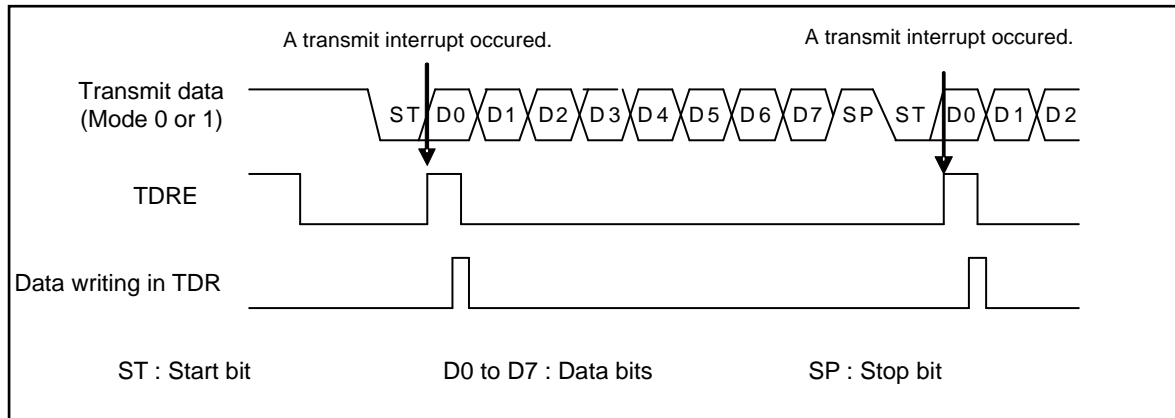 A transmit interrupt occured. A transmit interrupt occured.
Transmit data
(Mode 0 or 1)
ST D0 D1 D2 D3 D4 D5 D6 D7 SP ST D0 D1 D2
TDRE
Data writing in TDR
ST : Start bit D0 to D7 : Data bits SP : Stop bit